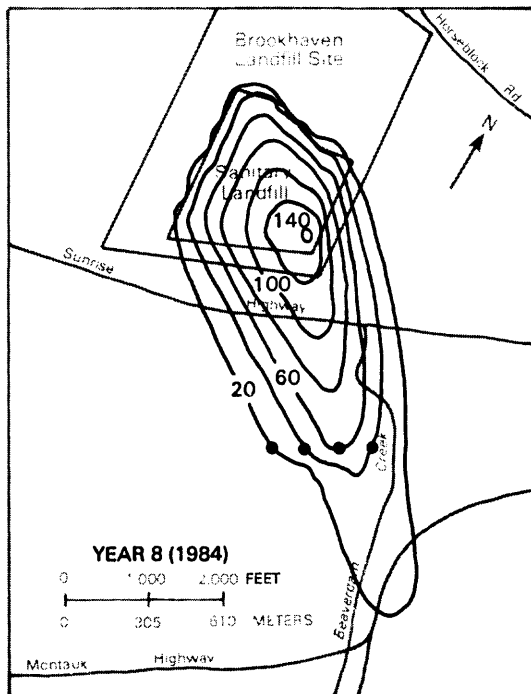 Brookhaven
Landfill Site
Horseblock Rd
N
Sanitary
Landfill
140
Sunrise
Highway
100
20
60
Creek
YEAR 8 (1984)
0 1.000 2.000 FEET
0 305 610 METERS
Beaverdam
Montauk Highway